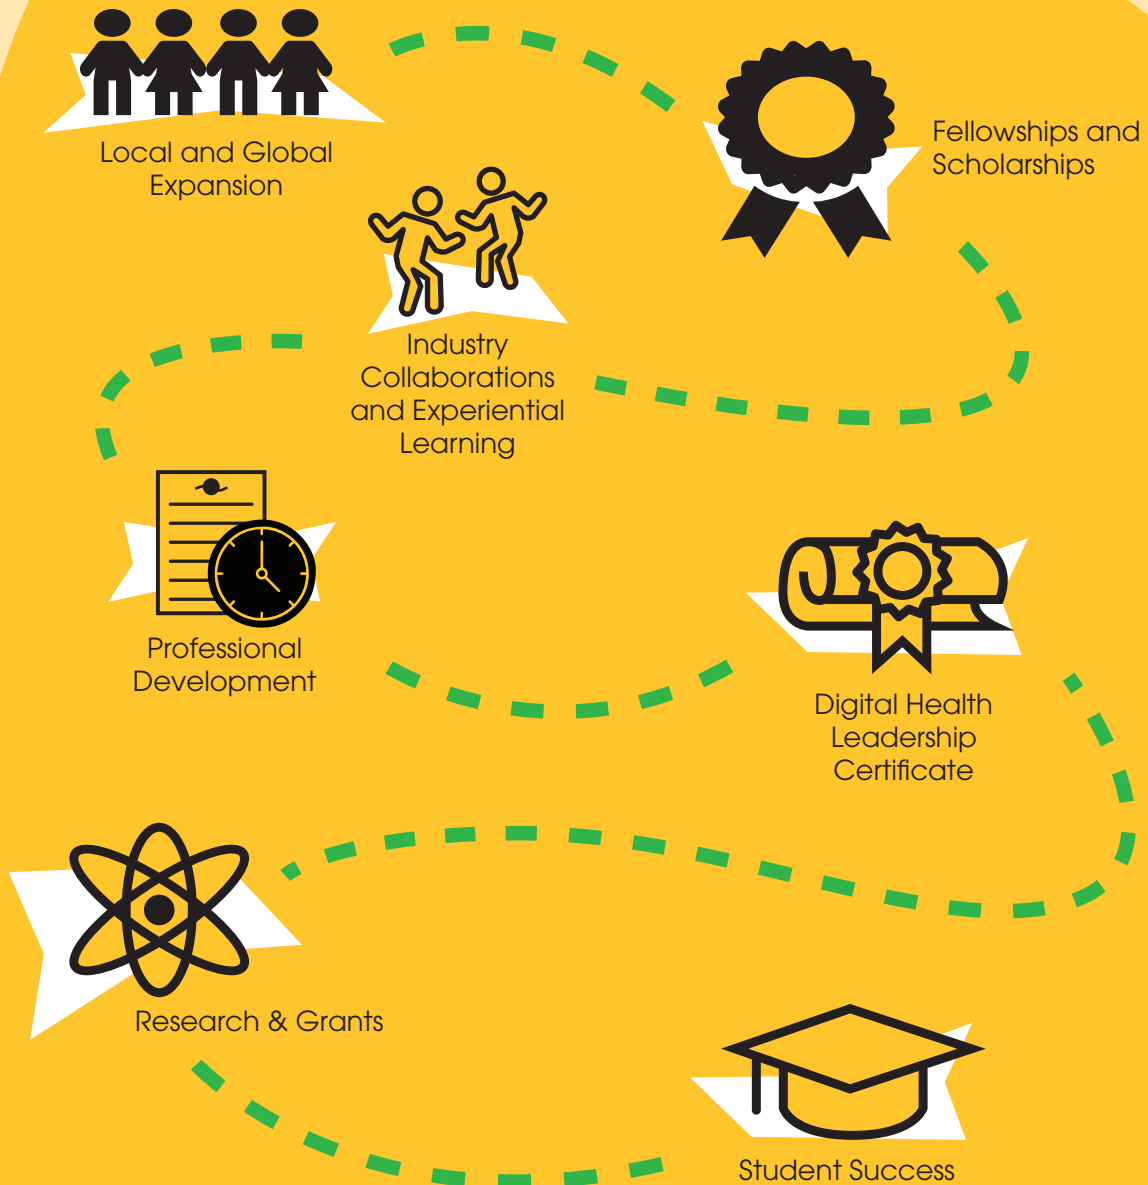 Local and Global
Expansion
Fellowships and
Scholarships
Industry
Collaborations
and Experiential
Learning
Professional
Development
Digital Health
Leadership
Certificate
Research & Grants
Student Success